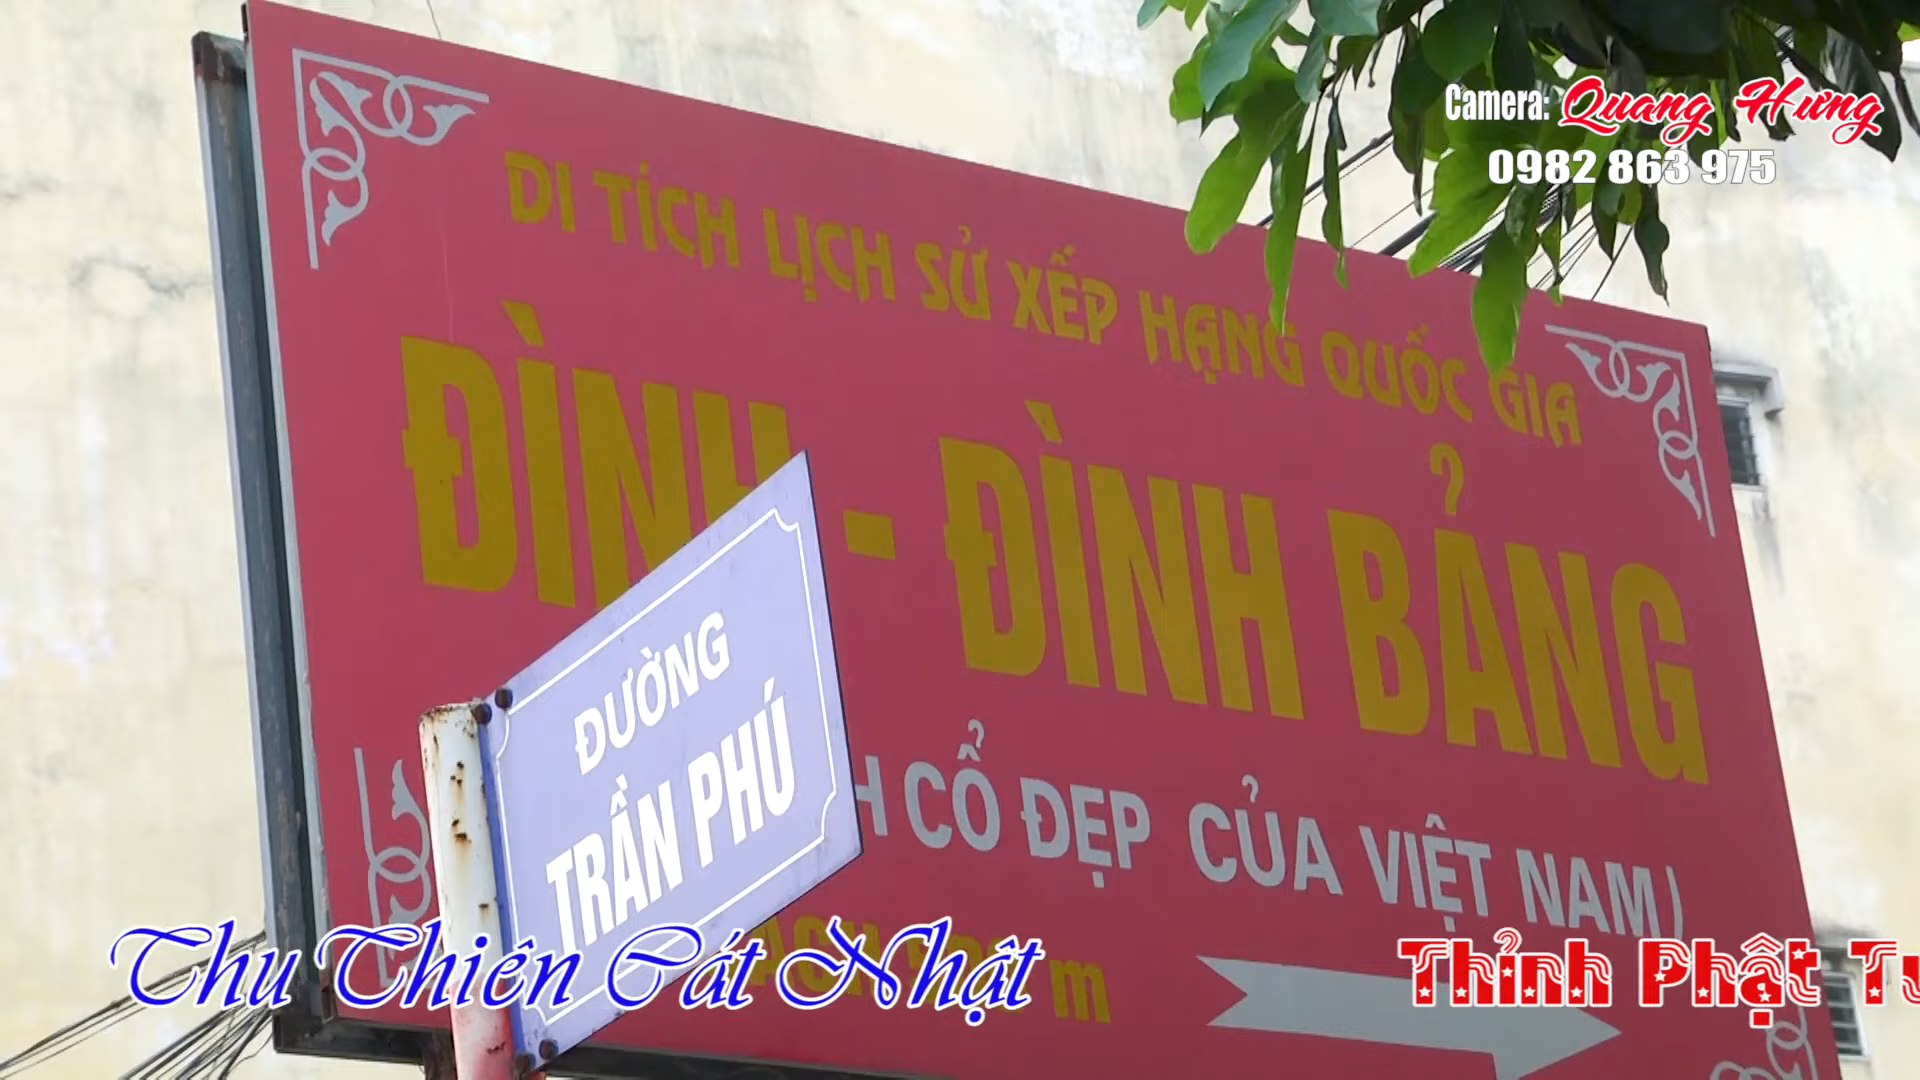 Camera: Quang Hưng
0982 863 975
DI TÍCH LỊCH SỬ XẾP HẠNG QUỐC GIA
ĐÌNH - ĐÌNH BẢNG
CỔ ĐẸP CỦA VIỆT NAM)
m
ĐƯỜNG
TRẦN PHÚ
Thu Thiên Cát Nhật
Thỉnh Phật